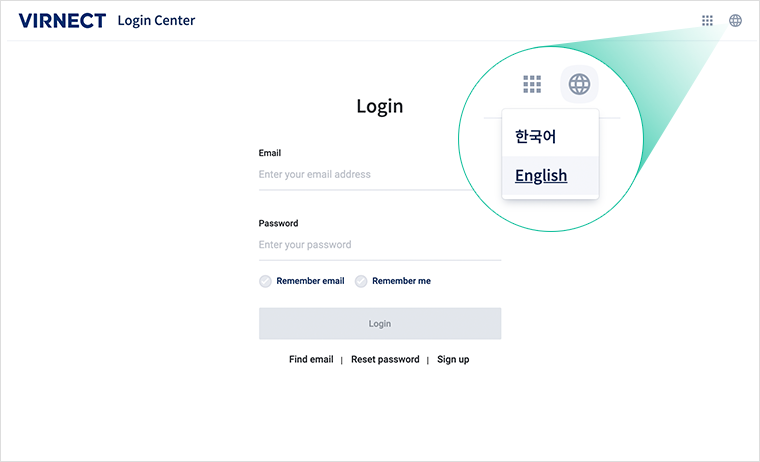 VIRNECT Login Center
한국어
English
Login
Email
Enter your email address
Password
Enter your password
Remember email Remember me
Login
Find email | Reset password | Sign up